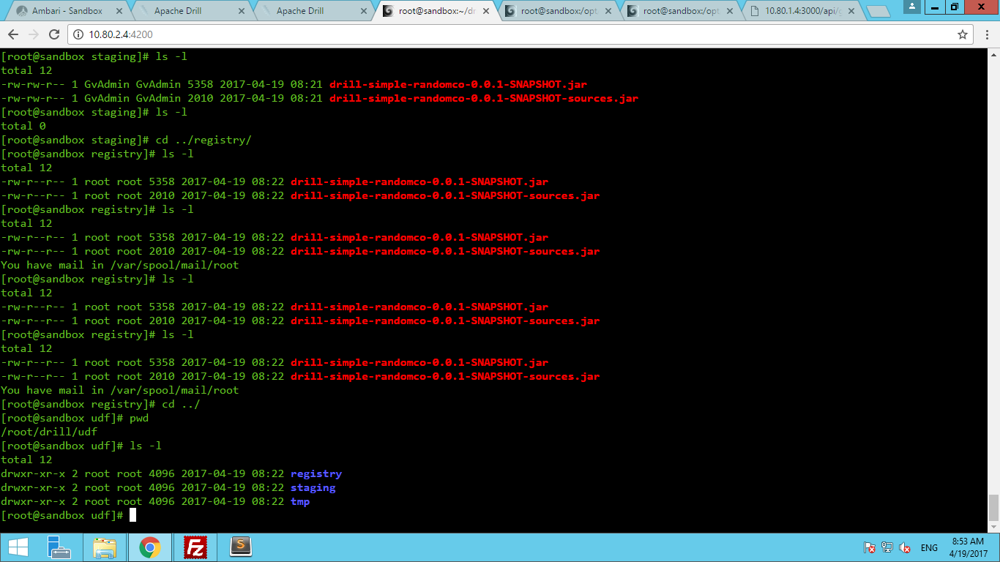 Ambari - Sandbox
Apache Drill
Apache Drill
root@sandbox:~/dr
root@sandbox:/opt
root@sandbox:/opt
10.80.1.4:3000/api/g
10.80.2.4:4200
[root@sandbox staging]# ls -l
total 12
-rw-rw-r-- 1 GvAdmin GvAdmin 5358 2017-04-19 08:21 drill-simple-randomco-0.0.1-SNAPSHOT.jar
-rw-rw-r-- 1 GvAdmin GvAdmin 2010 2017-04-19 08:21 drill-simple-randomco-0.0.1-SNAPSHOT-sources.jar
[root@sandbox staging]# ls -l
total 0
[root@sandbox staging]# cd ../registry/
[root@sandbox registry]# ls -l
total 12
-rw-r--r-- 1 root root 5358 2017-04-19 08:22 drill-simple-randomco-0.0.1-SNAPSHOT.jar
-rw-r--r-- 1 root root 2010 2017-04-19 08:22 drill-simple-randomco-0.0.1-SNAPSHOT-sources.jar
[root@sandbox registry]# ls -l
total 12
-rw-r--r-- 1 root root 5358 2017-04-19 08:22 drill-simple-randomco-0.0.1-SNAPSHOT.jar
-rw-r--r-- 1 root root 2010 2017-04-19 08:22 drill-simple-randomco-0.0.1-SNAPSHOT-sources.jar
You have mail in /var/spool/mail/root
[root@sandbox registry]# ls -l
total 12
-rw-r--r-- 1 root root 5358 2017-04-19 08:22 drill-simple-randomco-0.0.1-SNAPSHOT.jar
-rw-r--r-- 1 root root 2010 2017-04-19 08:22 drill-simple-randomco-0.0.1-SNAPSHOT-sources.jar
[root@sandbox registry]# ls -l
total 12
-rw-r--r-- 1 root root 5358 2017-04-19 08:22 drill-simple-randomco-0.0.1-SNAPSHOT.jar
-rw-r--r-- 1 root root 2010 2017-04-19 08:22 drill-simple-randomco-0.0.1-SNAPSHOT-sources.jar
You have mail in /var/spool/mail/root
[root@sandbox registry]# cd ../
[root@sandbox udf]# pwd
/root/drill/udf
[root@sandbox udf]# ls -l
total 12
drwxr-xr-x 2 root root 4096 2017-04-19 08:22 registry
drwxr-xr-x 2 root root 4096 2017-04-19 08:22 staging
drwxr-xr-x 2 root root 4096 2017-04-19 08:22 tmp
[root@sandbox udf]#
Fz
S
ENG
8:53 AM
4/19/2017